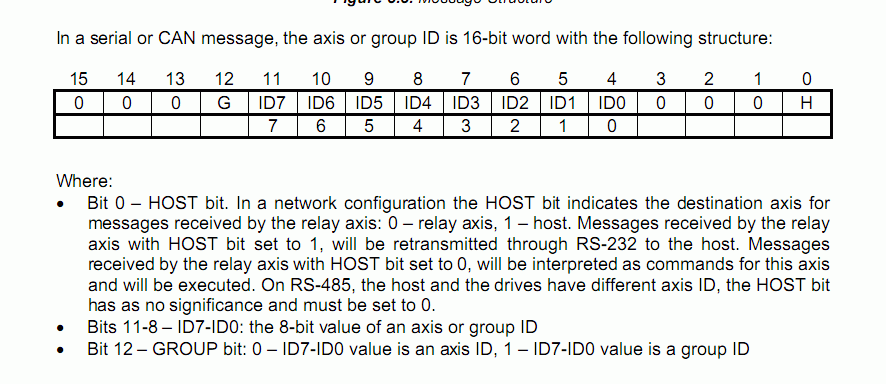 Figure 3.3. Message Structure
In a serial or CAN message, the axis or group ID is 16-bit word with the following structure:
15 14 13 12 11 10 9 8 7 6 5 4 3 2 1 0
0 0 0 G ID7 ID6 ID5 ID4 ID3 ID2 ID1 ID0 0 0 0 H
7 6 5 4 3 2 1 0
Where:
• Bit 0 – HOST bit. In a network configuration the HOST bit indicates the destination axis for
messages received by the relay axis: 0 – relay axis, 1 – host. Messages received by the relay
axis with HOST bit set to 1, will be retransmitted through RS-232 to the host. Messages
received by the relay axis with HOST bit set to 0, will be interpreted as commands for this axis
and will be executed. On RS-485, the host and the drives have different axis ID, the HOST bit
has as no significance and must be set to 0.
• Bits 11-8 – ID7-ID0: the 8-bit value of an axis or group ID
• Bit 12 – GROUP bit: 0 – ID7-ID0 value is an axis ID, 1 – ID7-ID0 value is a group ID